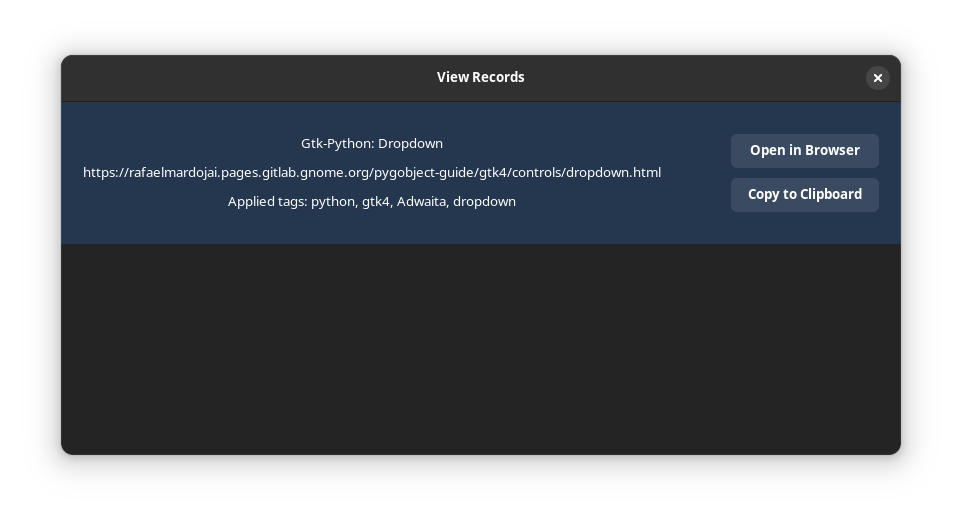 View Records
Gtk-Python: Dropdown
https://rafaelmardojai.pages.gitlab.gnome.org/pygobject-guide/gtk4/controls/dropdown.html
Applied tags: python, gtk4, Adwaita, dropdown
Open in Browser
Copy to Clipboard